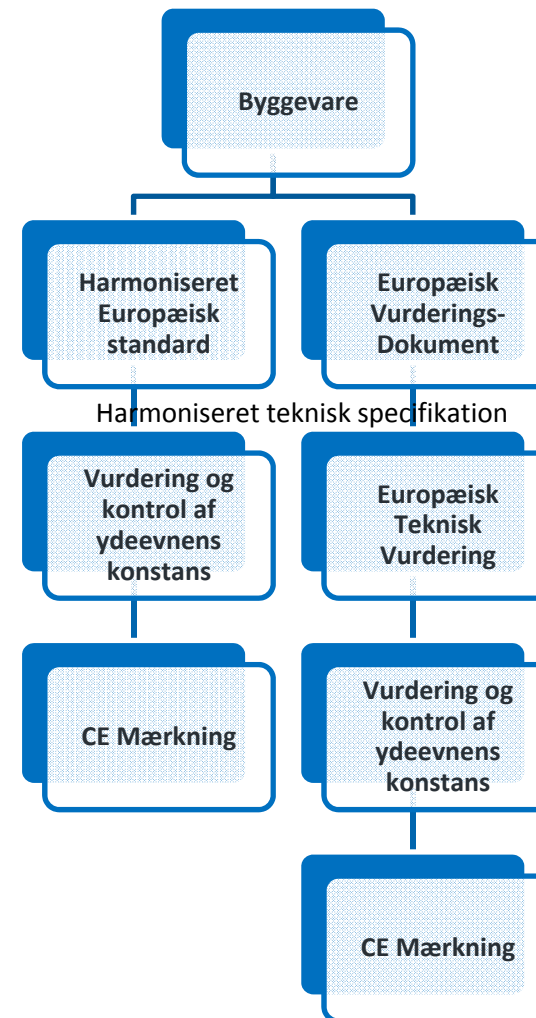 Byggevare
Harmoniseret
Europæisk
standard
Europæisk
Vurderings-
Dokument
Harmoniseret teknisk specifikation
Vurdering og
kontrol af
ydeevnens
konstans
Europæisk
Teknisk
Vurdering
CE Mærkning
Vurdering og
kontrol af
ydeevnens
konstans
CE Mærkning